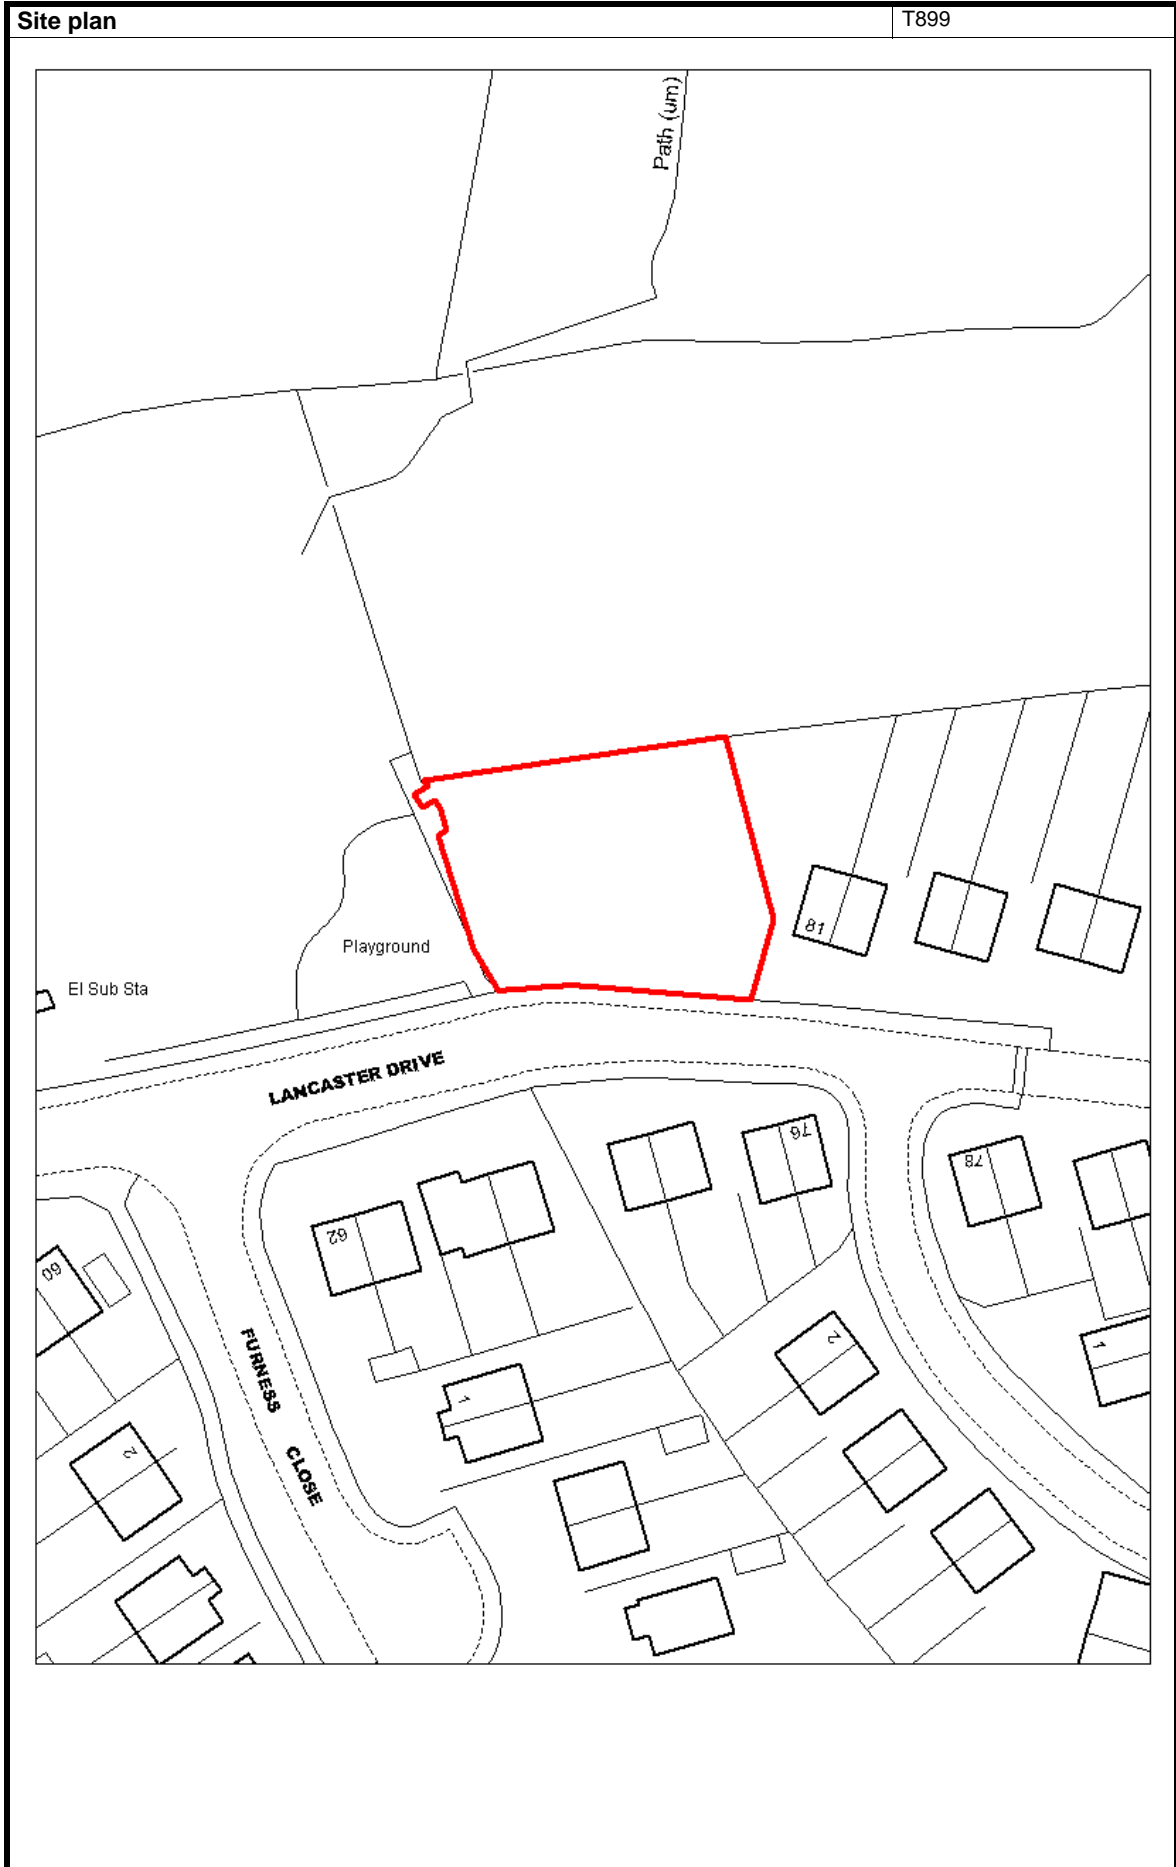 Site plan
T899
Path (um)
81
Playground
El Sub Sta
LANCASTER DRIVE
76
78
62
60
FURNESS
CLOSE
2
1
1
2